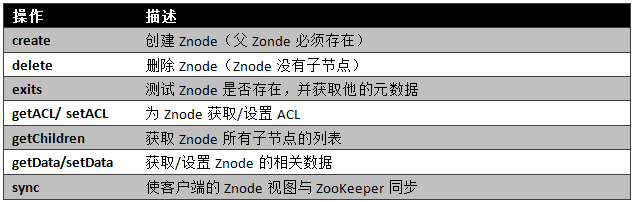 操作 描述
create 创建 Znode（父 Zonde 必须存在）
delete 删除 Znode（Znode 没有子节点）
exits 测试 Znode 是否存在，并获取他的元数据
getACL/ setACL 为 Znode 获取/设置 ACL
getChildren 获取 Znode 所有子节点的列表
getData/setData 获取/设置 Znode 的相关数据
sync 使客户端的 Znode 视图与 ZooKeeper 同步